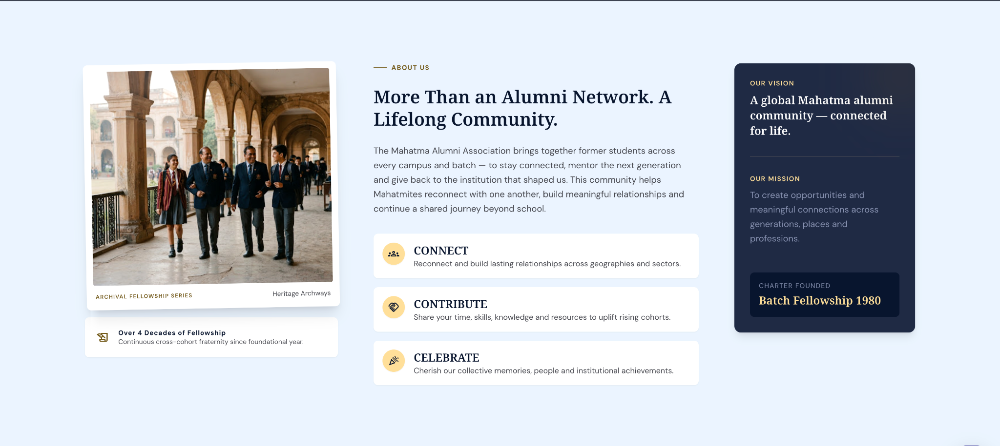 ARCHIVAL FELLOWSHIP SERIES
Heritage Archways
Over 4 Decades of Fellowship
Continuous cross-cohort fraternity since foundational year.
ABOUT US
More Than an Alumni Network. A
Lifelong Community.
The Mahatma Alumni Association brings together former students across
every campus and batch — to stay connected, mentor the next generation
and give back to the institution that shaped us. This community helps
Mahatmites reconnect with one another, build meaningful relationships and
continue a shared journey beyond school.
CONNECT
Reconnect and build lasting relationships across geographies and sectors.
CONTRIBUTE
Share your time, skills, knowledge and resources to uplift rising cohorts.
CELEBRATE
Cherish our collective memories, people and institutional achievements.
OUR VISION
A global Mahatma alumni
community — connected
for life.
OUR MISSION
To create opportunities and
meaningful connections across
generations, places and
professions.
CHARTER FOUNDED
Batch Fellowship 1980